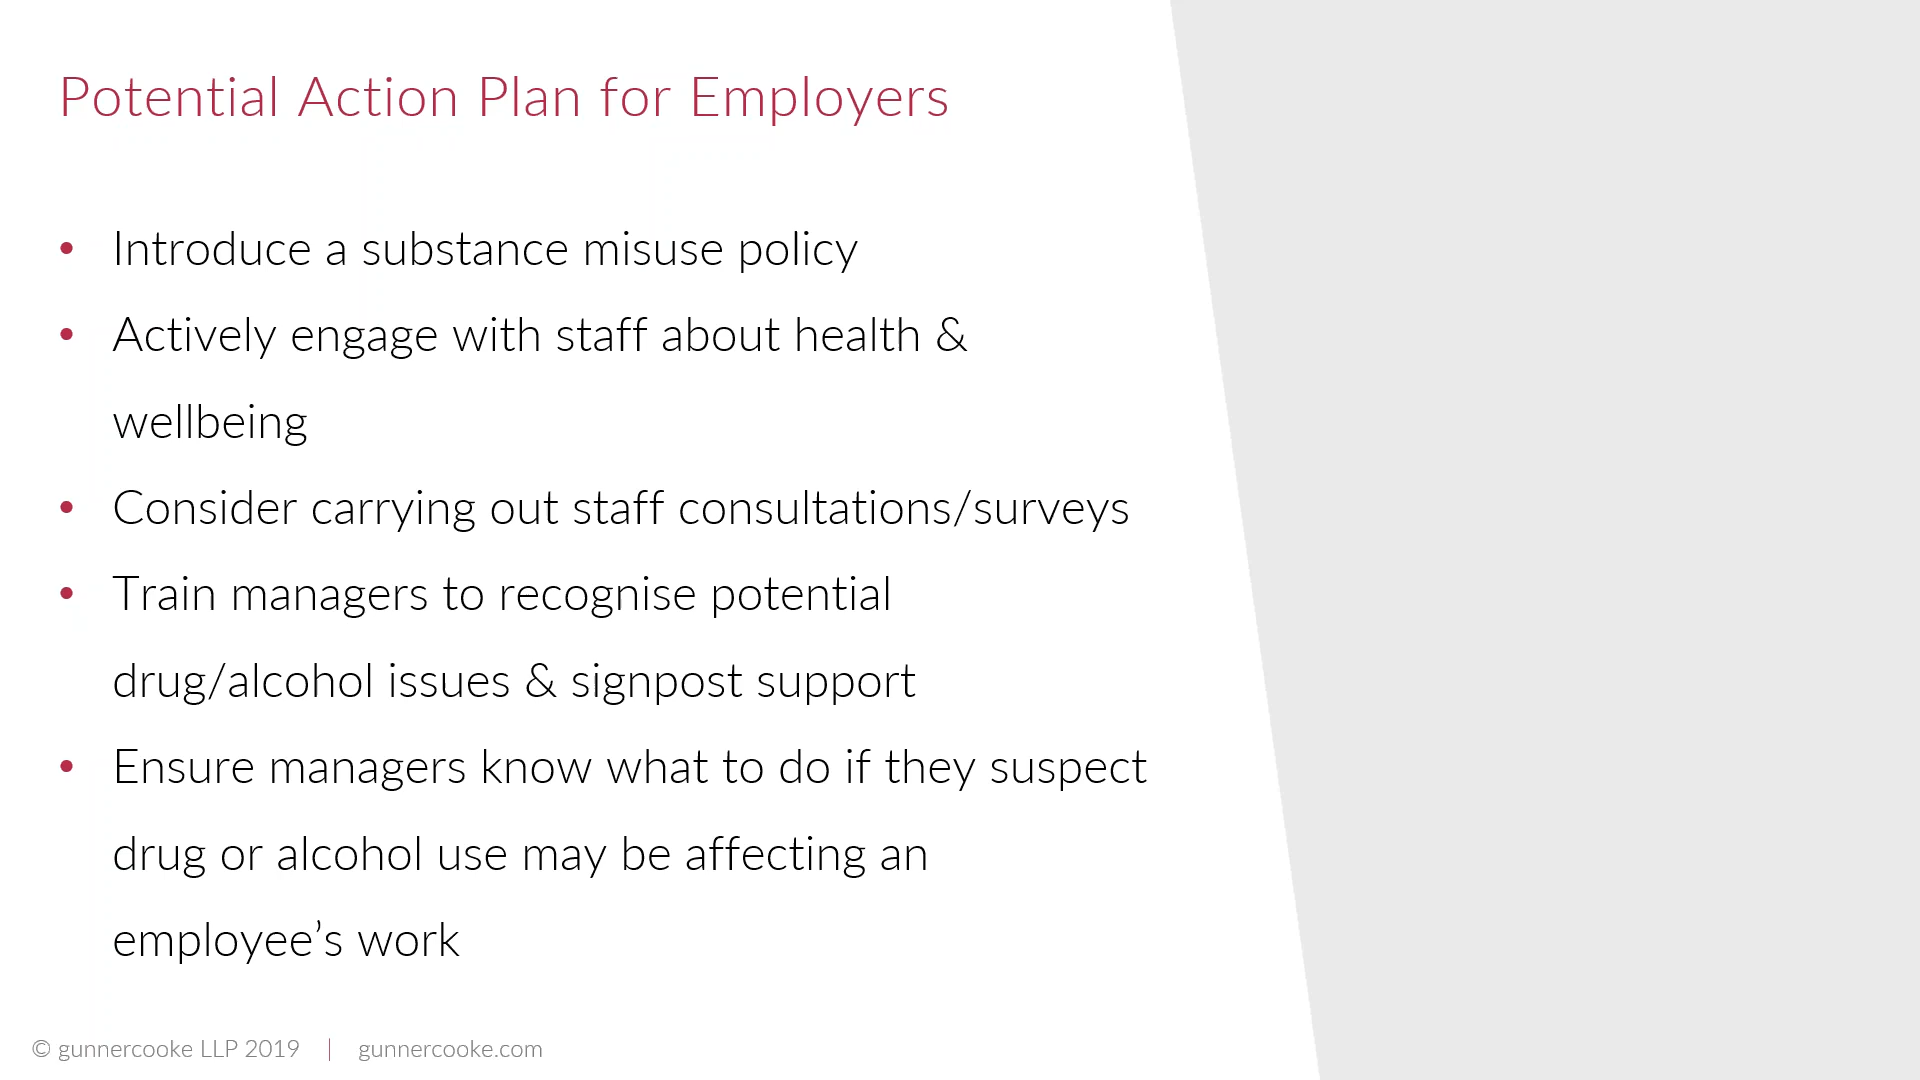 Potential Action Plan for Employers
• Introduce a substance misuse policy
• Actively engage with staff about health &
wellbeing
• Consider carrying out staff consultations/surveys
• Train managers to recognise potential
drug/alcohol issues & signpost support
• Ensure managers know what to do if they suspect
drug or alcohol use may be affecting an
employee’s work
© gunnercooke LLP 2019 | gunnercooke.com